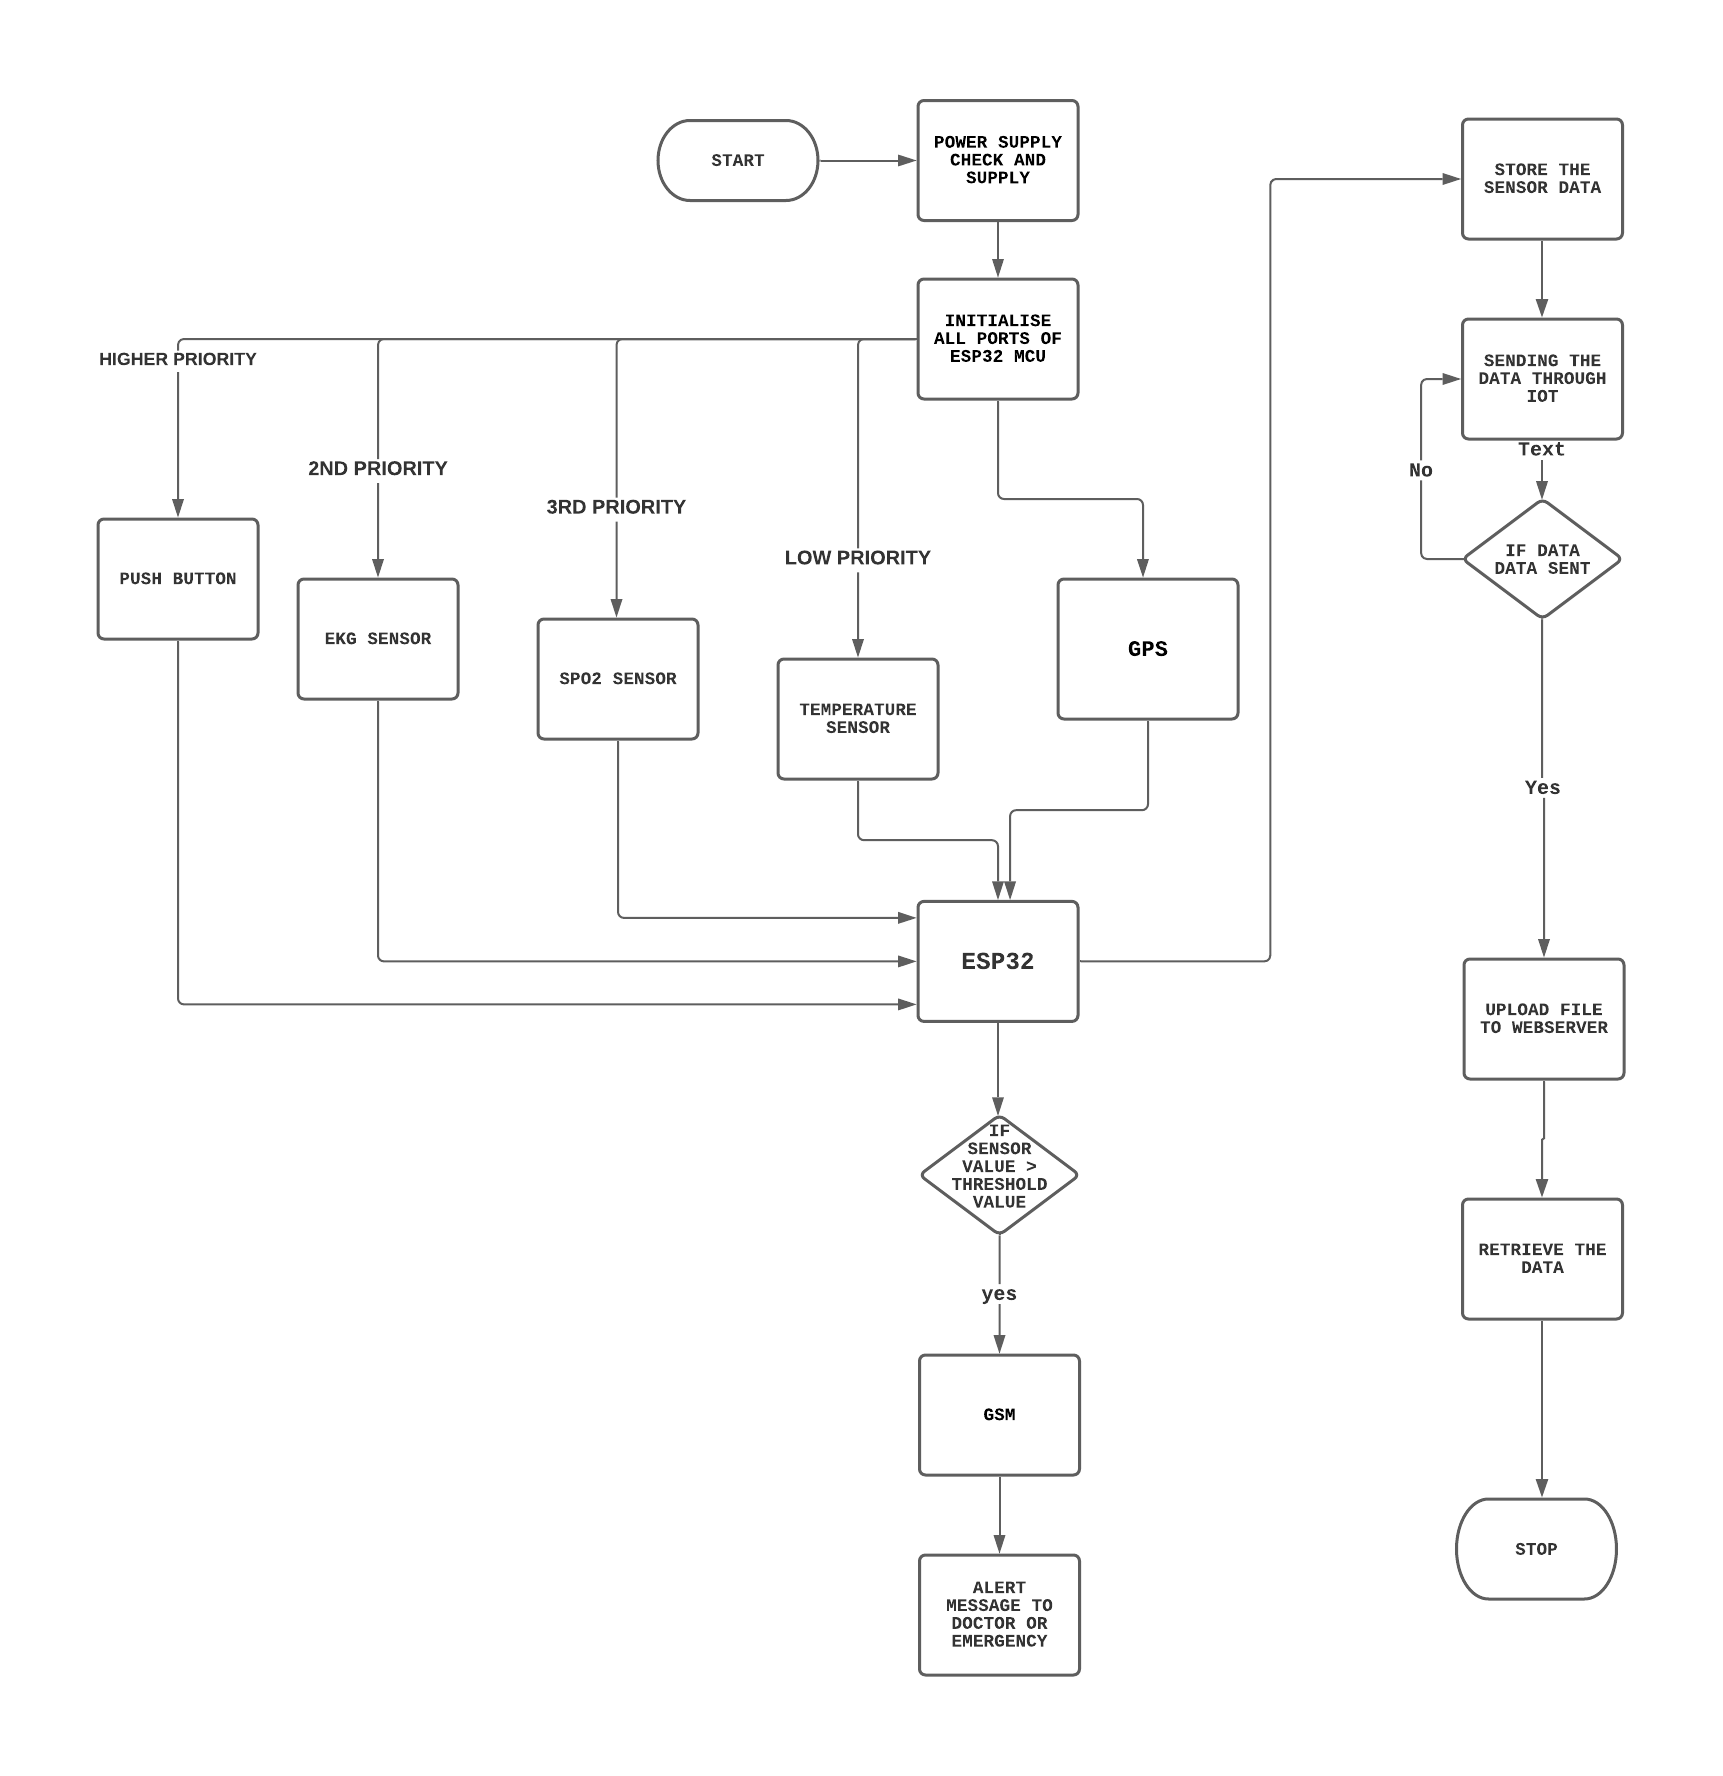 START
POWER SUPPLY
CHECK AND
SUPPLY
INITIALISE
ALL PORTS OF
ESP32 MCU
HIGHER PRIORITY
2ND PRIORITY
3RD PRIORITY
LOW PRIORITY
PUSH BUTTON
EKG SENSOR
SPO2 SENSOR
TEMPERATURE
SENSOR
GPS
ESP32
IF
SENSOR
VALUE >
THRESHOLD
VALUE
yes
GSM
ALERT
MESSAGE TO
DOCTOR OR
EMERGENCY
STORE THE
SENSOR DATA
SENDING THE
DATA THROUGH
IOT
Text
No
IF DATA
DATA SENT
Yes
UPLOAD FILE
TO WEBSERVER
RETRIEVE THE
DATA
STOP